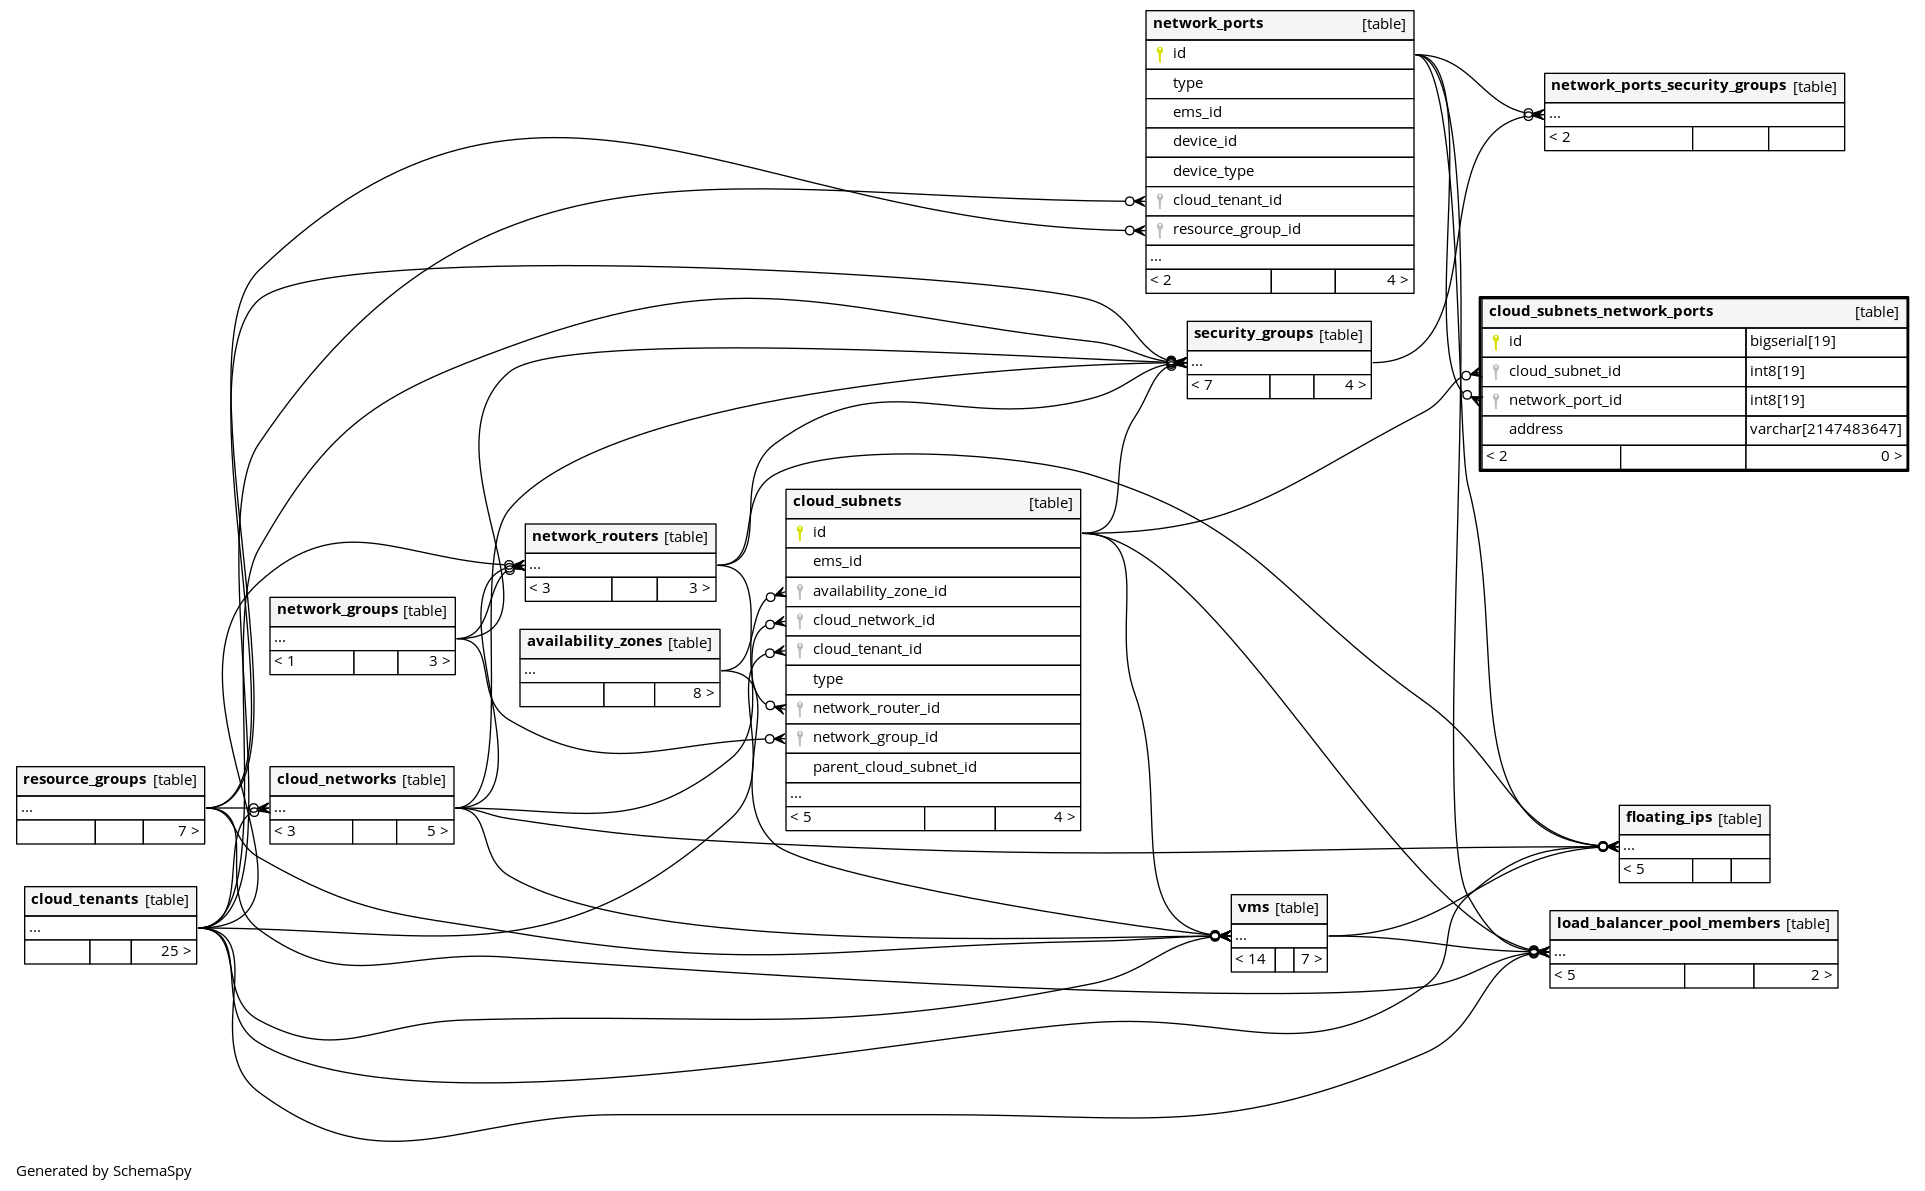 network_ports [table]
id
type
ems_id
device_id
device_type
cloud_tenant_id
resource_group_id
...
< 2 4 >
network_ports_security_groups [table]
...
< 2
cloud_subnets_network_ports [table]
id bigserial[19]
cloud_subnet_id int8[19]
network_port_id int8[19]
address varchar[2147483647]
< 2 0 >
security_groups [table]
...
< 7 4 >
cloud_subnets [table]
id
ems_id
availability_zone_id
cloud_network_id
cloud_tenant_id
type
network_router_id
network_group_id
parent_cloud_subnet_id
...
< 5 4 >
network_routers [table]
...
< 3 3 >
network_groups [table]
...
< 1 3 >
availability_zones [table]
...
8 >
resource_groups [table]
...
7 >
cloud_networks [table]
...
< 3 5 >
cloud_tenants [table]
...
25 >
floating_ips [table]
...
< 5
vms [table]
...
< 14 7 >
load_balancer_pool_members [table]
...
< 5 2 >
Generated by SchemaSpy